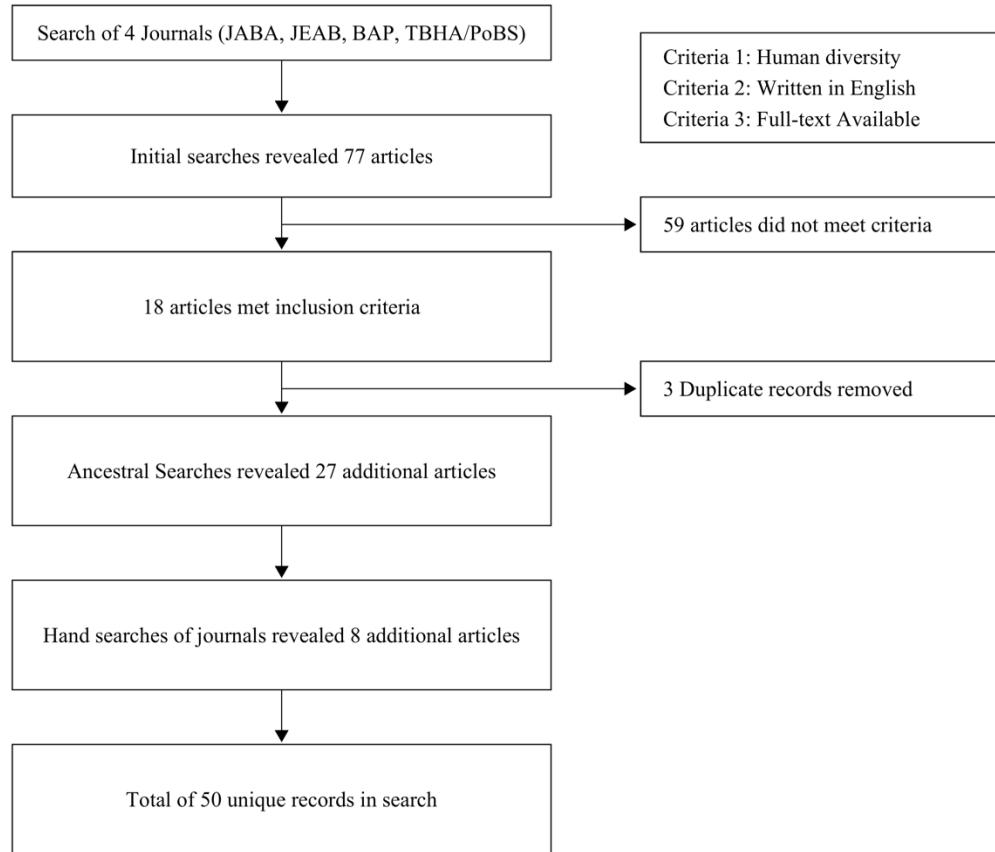 Search of 4 Journals (JABA, JEAB, BAP, TBHA/PoBS)
Criteria 1: Human diversity
Criteria 2: Written in English
Criteria 3: Full-text Available
Initial searches revealed 77 articles
59 articles did not meet criteria
18 articles met inclusion criteria
3 Duplicate records removed
Ancestral Searches revealed 27 additional articles
Hand searches of journals revealed 8 additional articles
Total of 50 unique records in search